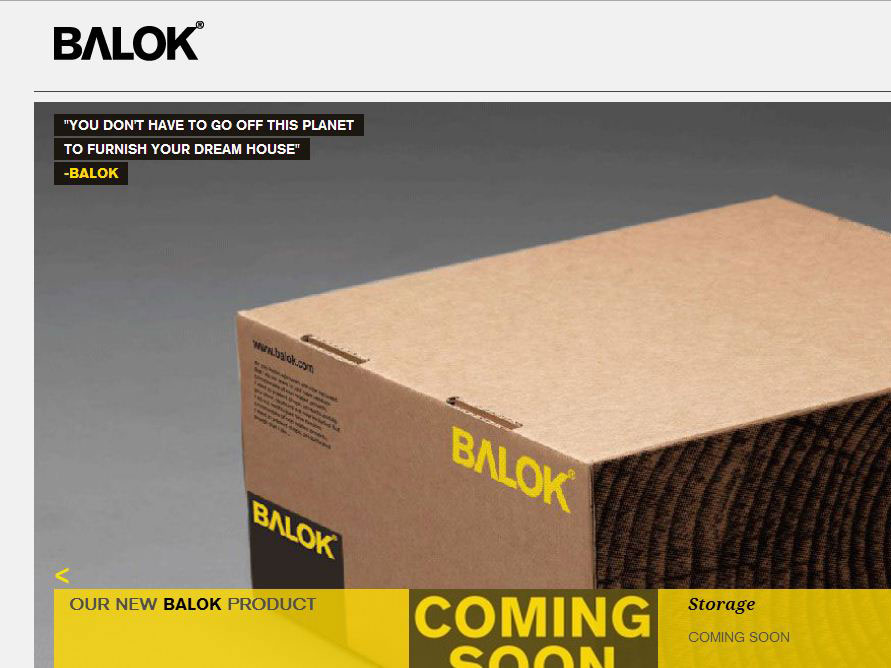 BALOK®
"YOU DON'T HAVE TO GO OFF THIS PLANET
TO FURNISH YOUR DREAM HOUSE"
-BALOK
www.balok.com
BALOK®
BALOK
<
OUR NEW BALOK PRODUCT
COMING
SOON
Storage
COMING SOON